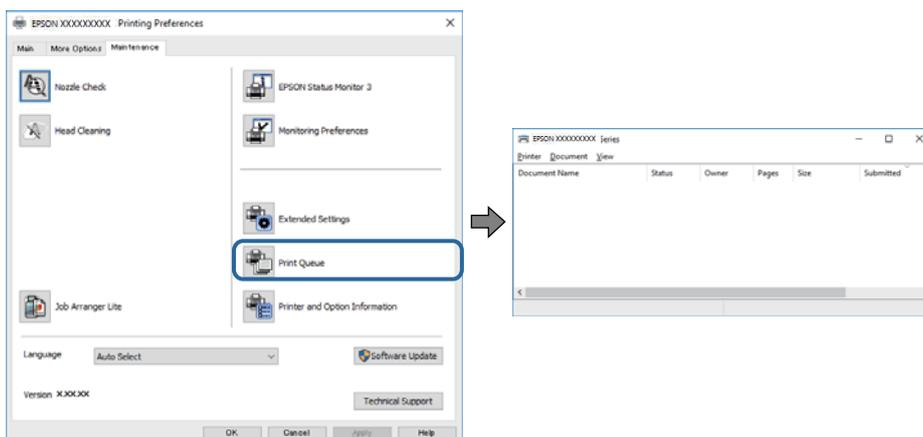 EPSON XXXXXXXXX Printing Preferences
Main More Options Maintenance
Nozzle Check
EPSON Status Monitor 3
Head Cleaning
Monitoring Preferences
Extended Settings
Print Queue
Job Arranger Lite
Printer and Option Information
Language Auto Select Software Update
Version X.XX.XX
Technical Support
OK Cancel Apply Help
EPSON XXXXXXXXX Series
Printer Document View
Document Name Status Owner Pages Size Submitted